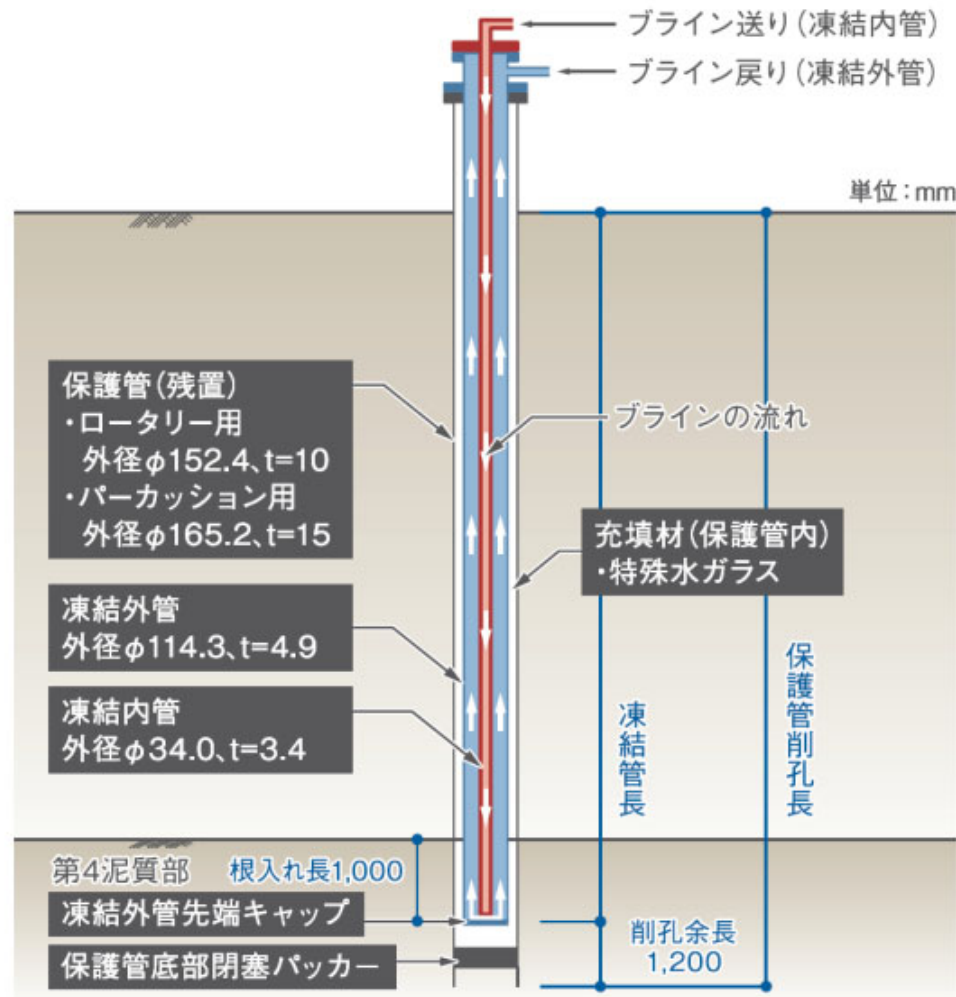 ブライン送り(凍結内管)
ブライン戻り(凍結外管)
単位:mm
保護管(残置)
・ロータリー用
外径φ152.4、t=10
・パーカッション用
外径φ165.2、t=15
ブラインの流れ
充填材(保護管内)
・特殊水ガラス
凍結外管
外径φ114.3、t=4.9
凍結内管
外径φ34.0、t=3.4
凍結管長
保護管削孔長
第4泥質部
根入れ長1,000
凍結外管先端キャップ
保護管底部閉塞パッカー
削孔余長
1,200